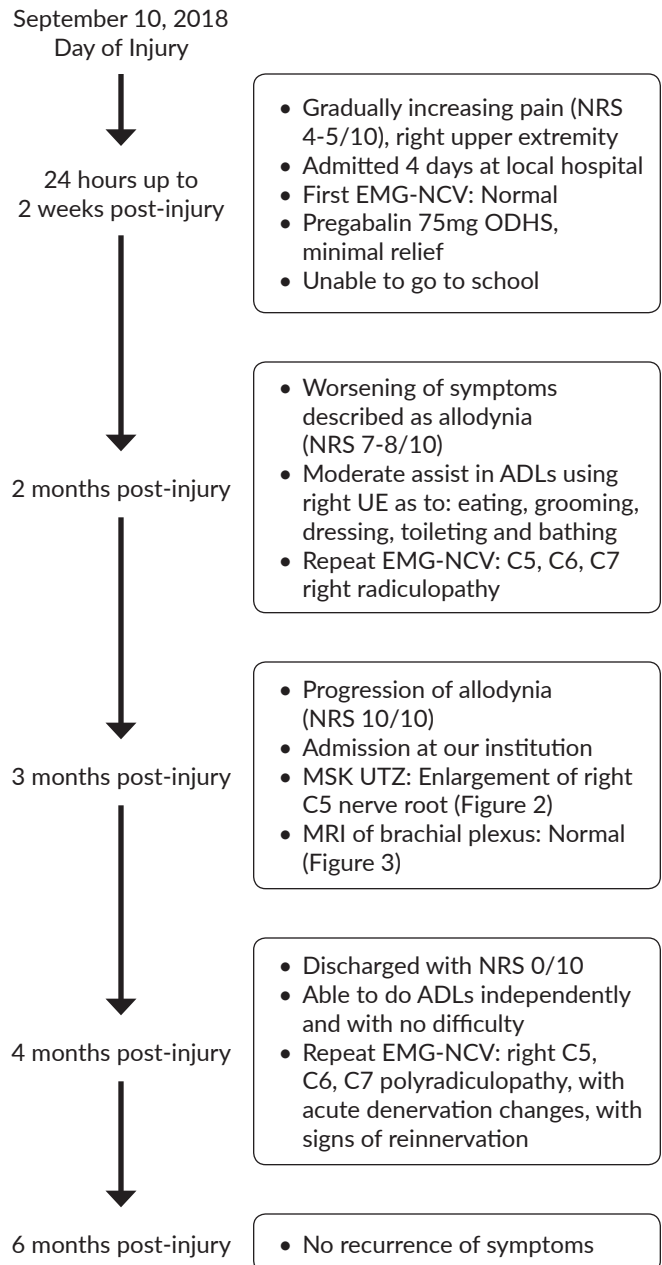 September 10, 2018
Day of Injury
24 hours up to
2 weeks post-injury
• Gradually increasing pain (NRS
4-5/10), right upper extremity
• Admitted 4 days at local hospital
• First EMG-NCV: Normal
• Pregabalin 75mg ODHS,
minimal relief
• Unable to go to school
2 months post-injury
• Worsening of symptoms
described as allodynia
(NRS 7-8/10)
• Moderate assist in ADLs using
right UE as to: eating, grooming,
dressing, toileting and bathing
• Repeat EMG-NCV: C5, C6, C7
right radiculopathy
3 months post-injury
• Progression of allodynia
(NRS 10/10)
• Admission at our institution
• MSK UTZ: Enlargement of right
C5 nerve root (Figure 2)
• MRI of brachial plexus: Normal
(Figure 3)
4 months post-injury
• Discharged with NRS 0/10
• Able to do ADLs independently
and with no difficulty
• Repeat EMG-NCV: right C5,
C6, C7 polyradiculopathy, with
acute denervation changes, with
signs of reinnervation
6 months post-injury
• No recurrence of symptoms